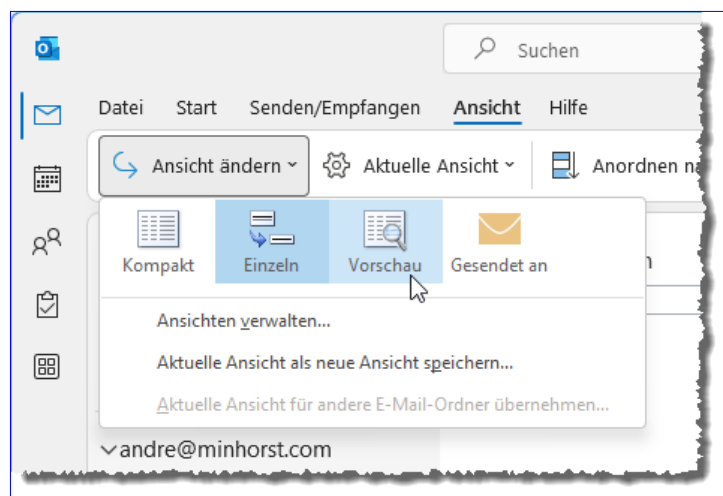 Suchen
Datei Start Senden/Empfangen Ansicht Hilfe
Ansicht ändern Aktuelle Ansicht Anordnen
Kompakt Einzeln Vorschau Gesendet an
Ansichten verwalten...
Aktuelle Ansicht als neue Ansicht speichern...
Aktuelle Ansicht für andere E-Mail-Ordner übernehmen...
andre@minhorst.com